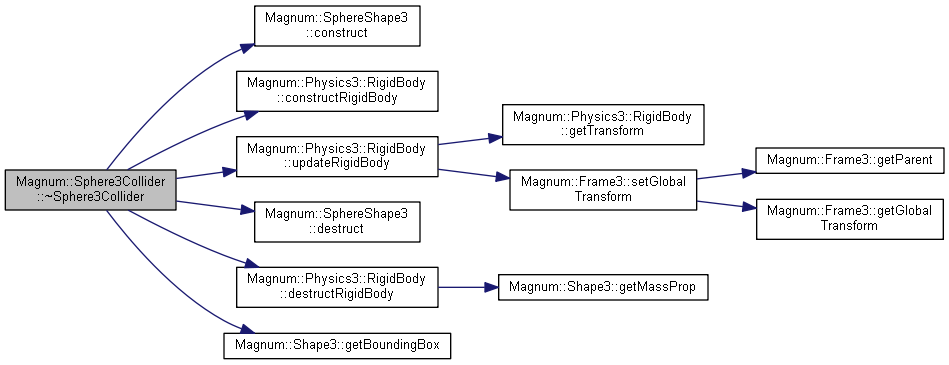 Magnum::Sphere3Collider
::~Sphere3Collider
Magnum::SphereShape3
::construct
Magnum::Physics3::RigidBody
::constructRigidBody
Magnum::Physics3::RigidBody
::updateRigidBody
Magnum::Physics3::RigidBody
::getTransform
Magnum::Frame3::setGlobal
Transform
Magnum::Frame3::getParent
Magnum::Frame3::getGlobal
Transform
Magnum::SphereShape3
::destruct
Magnum::Physics3::RigidBody
::destructRigidBody
Magnum::Shape3::getMassProp
Magnum::Shape3::getBoundingBox